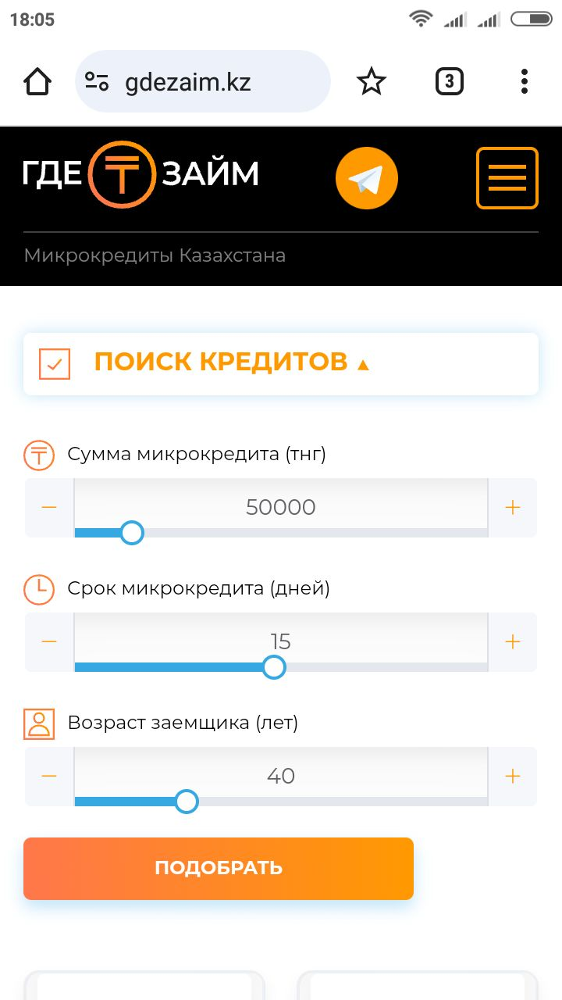 18:05
gdezaim.kz
3
ГДЕ ₸ ЗАЙМ
Микрокредиты Казахстана
ПОИСК КРЕДИТОВ ▲
Сумма микрокредита (тнг)
− 50000 +
Срок микрокредита (дней)
− 15 +
Возраст заемщика (лет)
− 40 +
ПОДОБРАТЬ